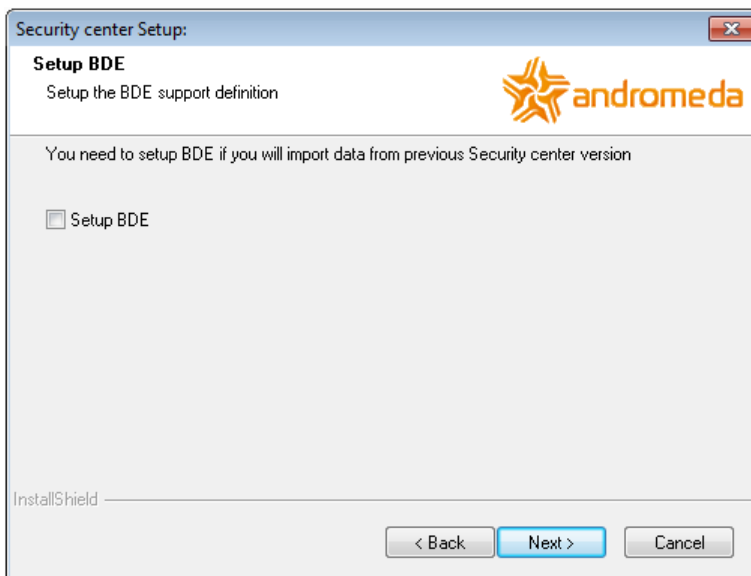 Security center Setup:
Setup BDE
Setup the BDE support definition
andromeda
You need to setup BDE if you will import data from previous Security center version
Setup BDE
InstallShield
< Back
Next >
Cancel